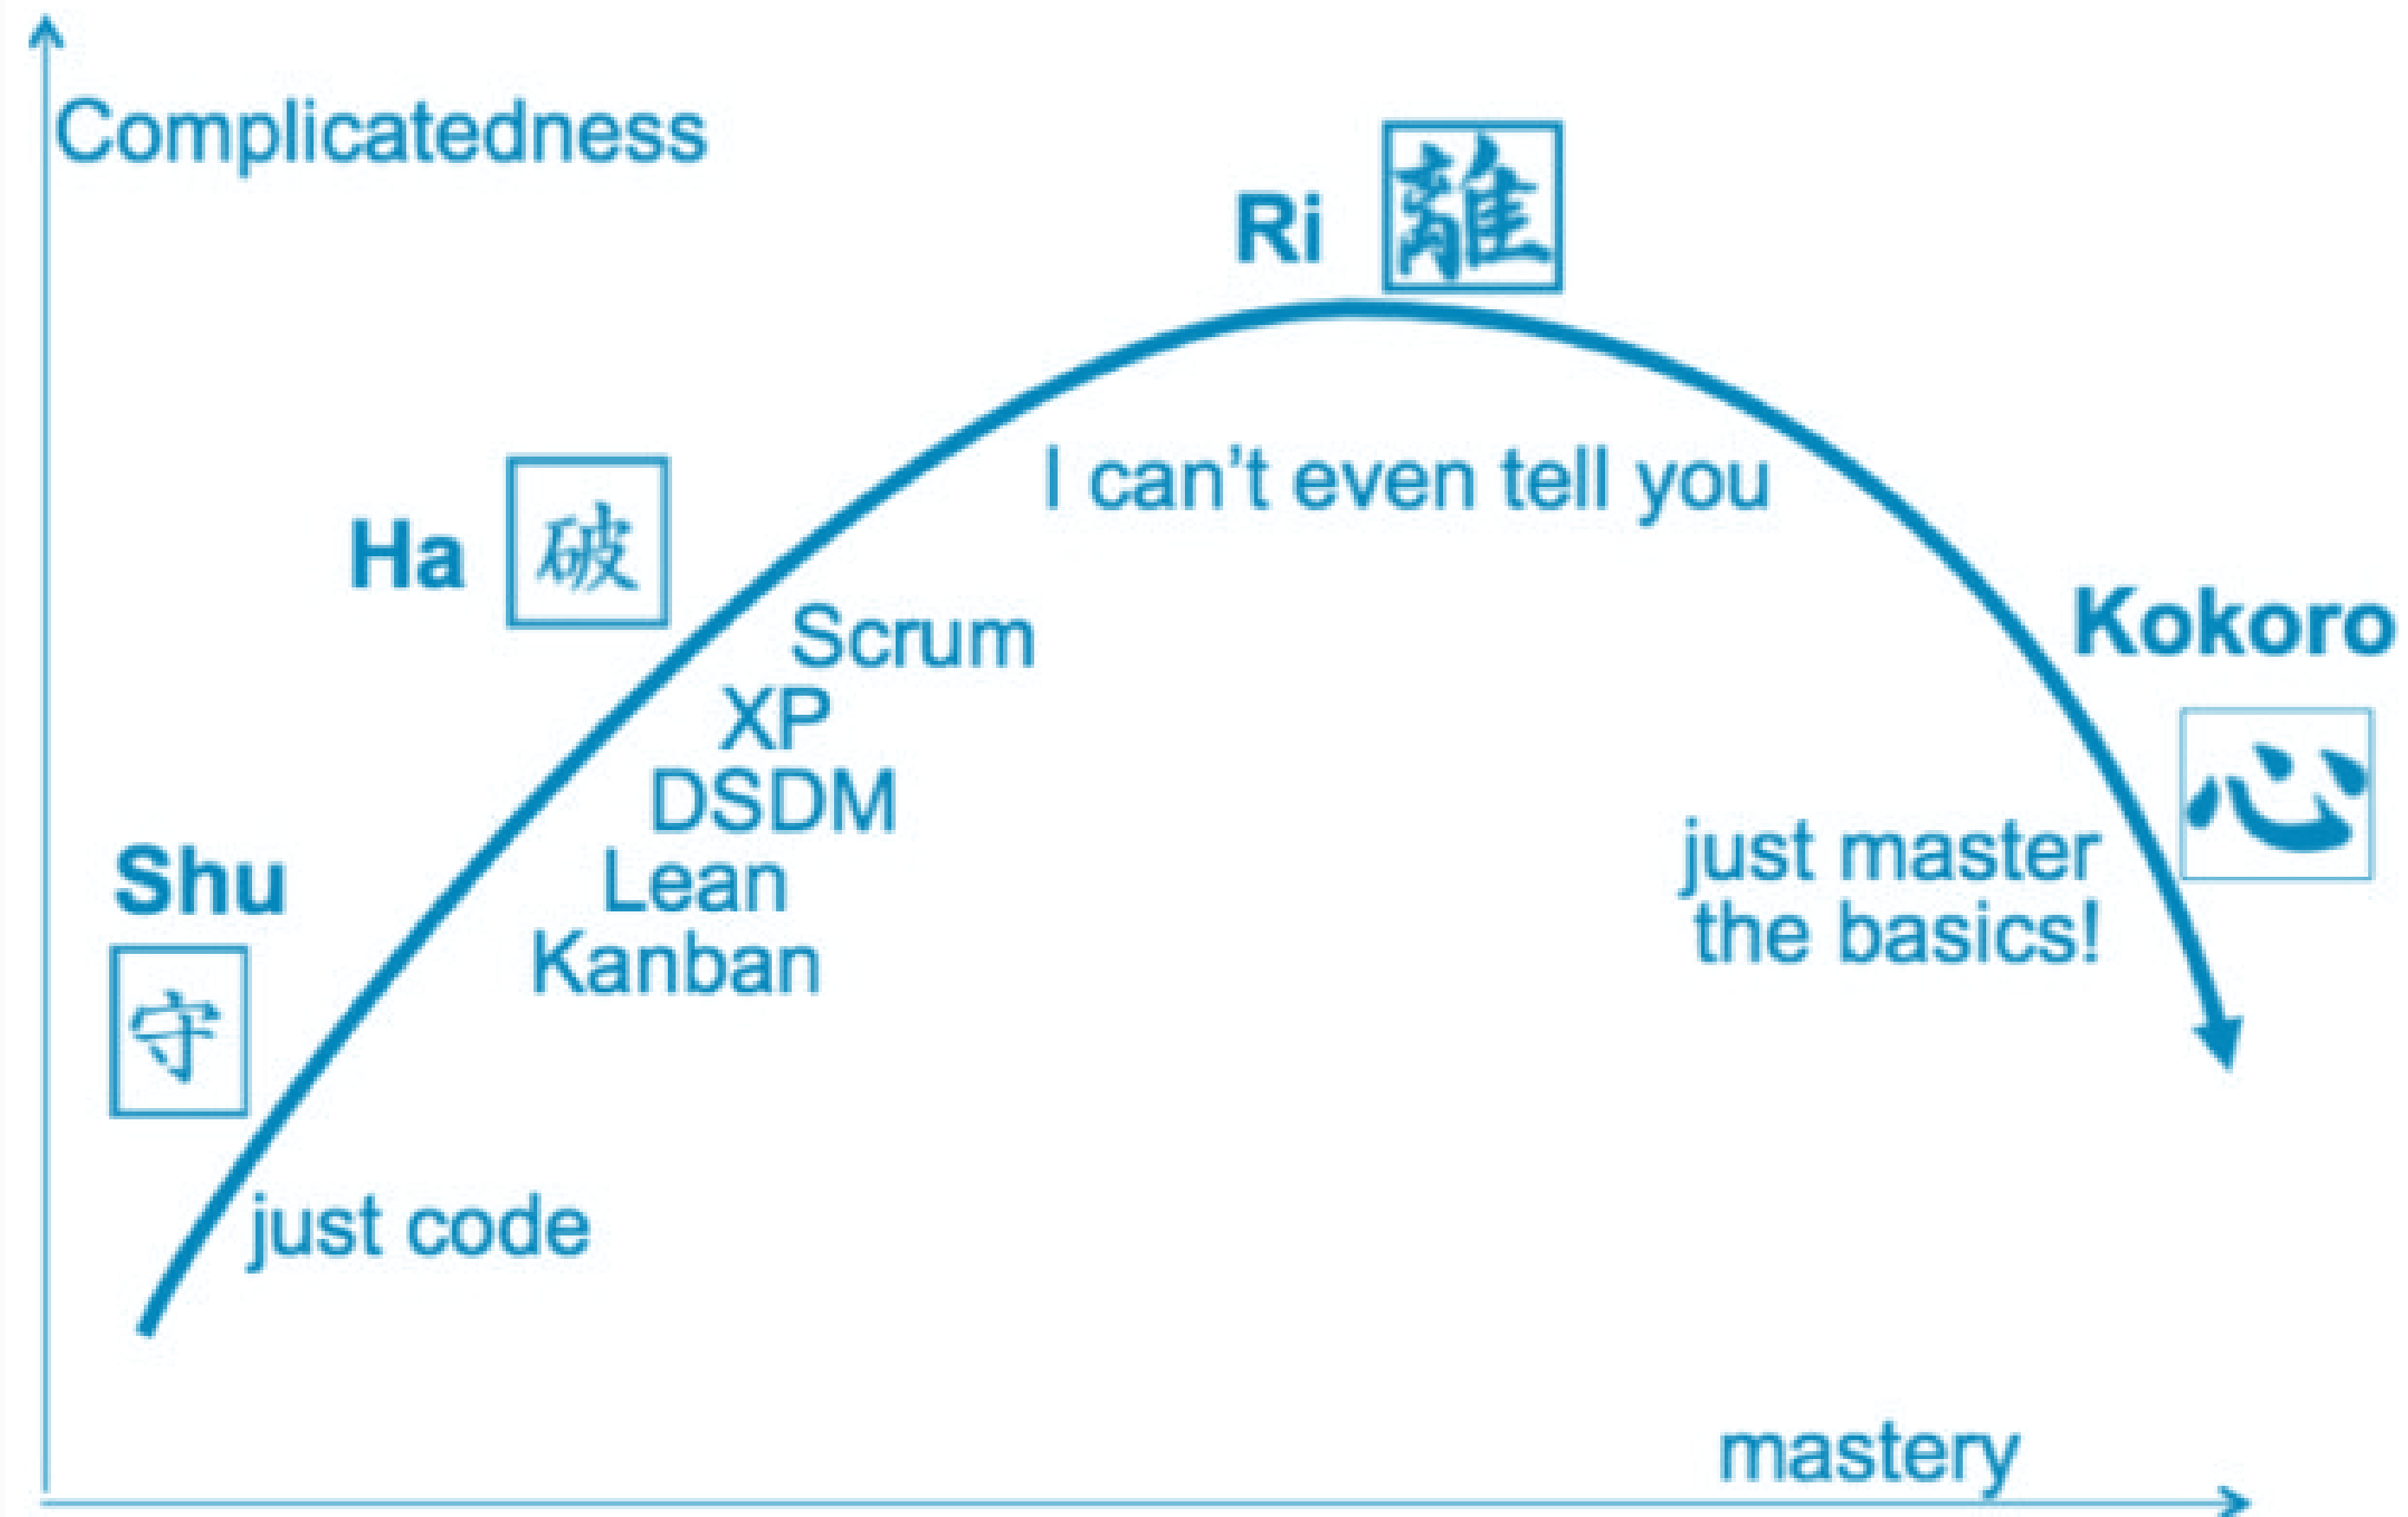 Complicatedness
Ri 離
I can't even tell you
Ha 破
Scrum
XP
DSDM
Lean
Kanban
Shu
守
just code
Kokoro
心
just master
the basics!
mastery